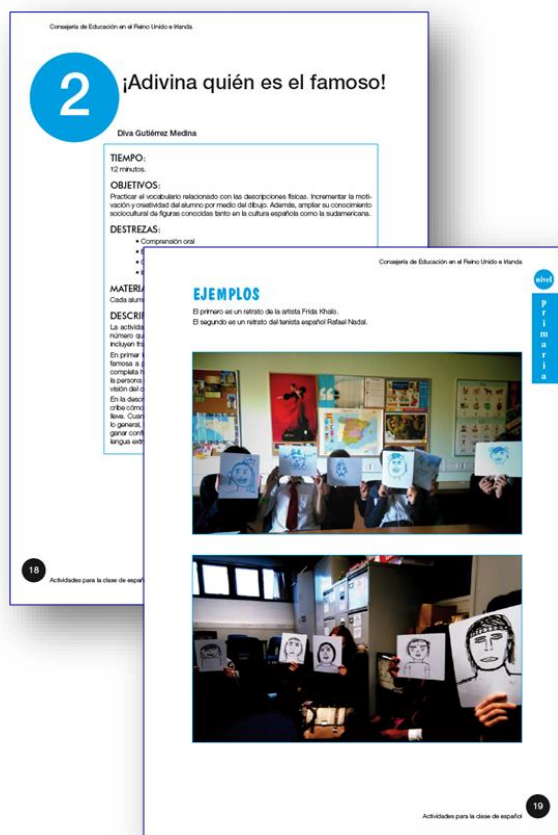 Consejería de Educación en el Reino Unido e Irlanda
2
¡Adivina quién es el famoso!
Diva Gutiérrez Medina
TIEMPO:
12 minutos.
OBJETIVOS:
Practicar el vocabulario relacionado con las descripciones físicas. Incrementar la moti-
vación y creatividad del alumno por medio del dibujo. Además, ampliar su conocimiento
sociocultural de figuras conocidas tanto en la cultura española como la sudamericana.
DESTREZAS:
• Comprensión oral
Cada
DESCRI
La activida
número qu
incluyen
En primer
famosa a
completa
la persona
visión del
En la descr
cribe cómo
lleve. Cuan
lo general,
ganar conf
lengua extr
18
Actividades para la clase de españ
Consejería de Educación en el Reino Unido e Irlanda
nivel
primaria
EJEMPLOS
El primero es un retrato de la artista Frida Khalo.
El segundo es un retrato del tenista español Rafael Nadal.
Actividades para la clase de español
19